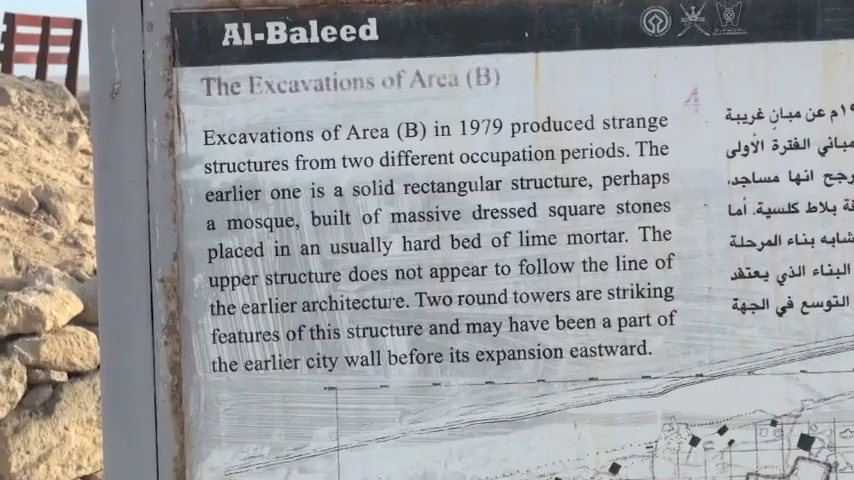 Al-Baleed
The Excavations of Area (B)
Excavations of Area (B) in 1979 produced strange
structures from two different occupation periods. The
earlier one is a solid rectangular structure, perhaps
a mosque, built of massive dressed square stones
placed in an usually hard bed of lime mortar. The
upper structure does not appear to follow the line of
the earlier architecture. Two round towers are striking
features of this structure and may have been a part of
the earlier city wall before its expansion eastward.
م عن مبانٍ غريبة
مباني الفترة الأولى
رجح انها مساجد،
بلاط كلسية. أما
شابه بناء المرحلة
البناء الذي يعتقد
التوسع في الجهة